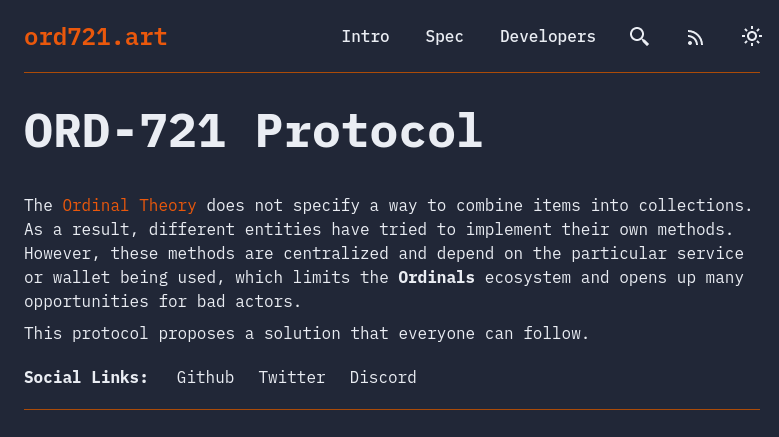 ord721.art Intro Spec Developers
ORD-721 Protocol
The Ordinal Theory does not specify a way to combine items into collections.
As a result, different entities have tried to implement their own methods.
However, these methods are centralized and depend on the particular service
or wallet being used, which limits the Ordinals ecosystem and opens up many
opportunities for bad actors.
This protocol proposes a solution that everyone can follow.
Social Links: Github Twitter Discord